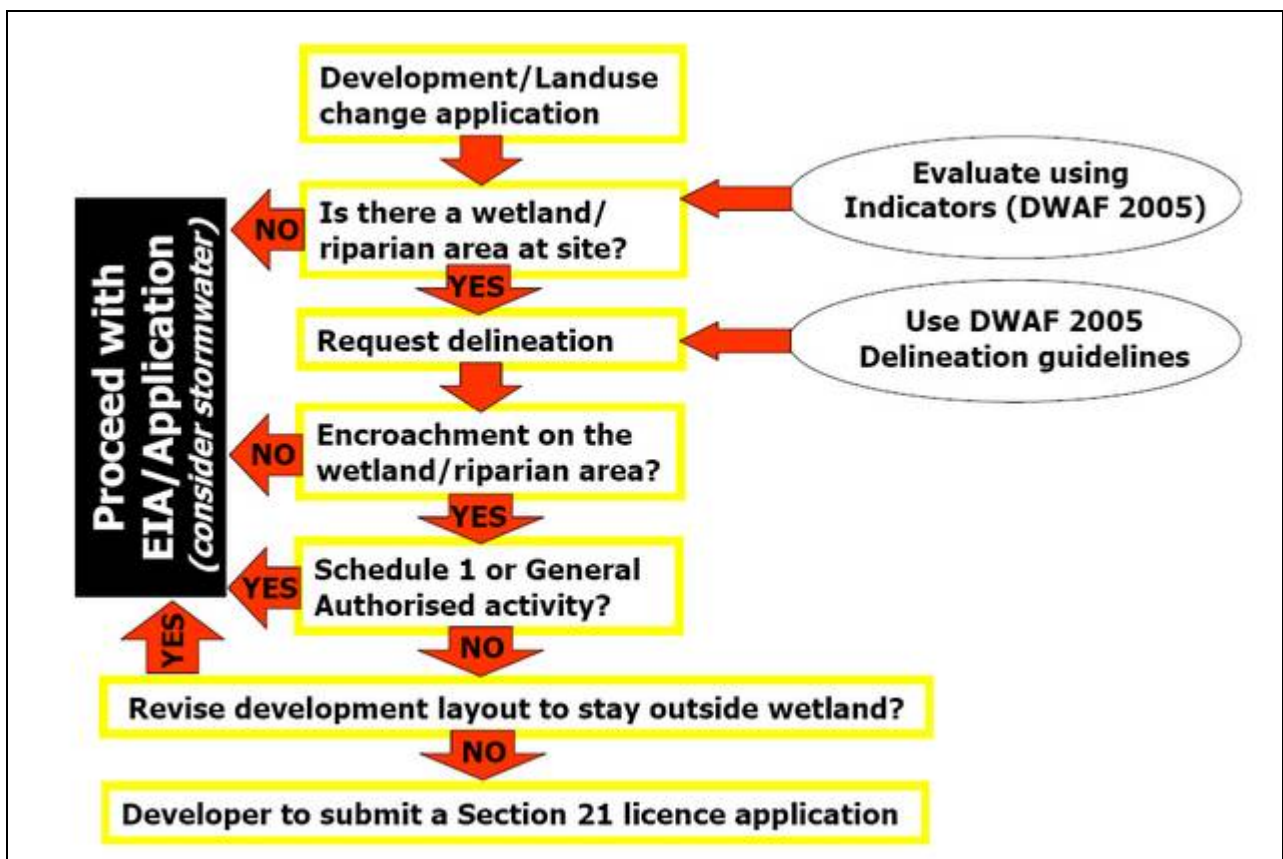 Development/Landuse
change application
Evaluate using
Indicators (DWAF 2005)
Is there a wetland/
riparian area at site?
NO
YES
Request delineation
Use DWAF 2005
Delineation guidelines
Encroachment on the
wetland/riparian area?
NO
YES
Schedule 1 or General
Authorised activity?
YES
NO
Proceed with
EIA/Application
(consider stormwater)
YES
Revise development layout to stay outside wetland?
NO
Developer to submit a Section 21 licence application